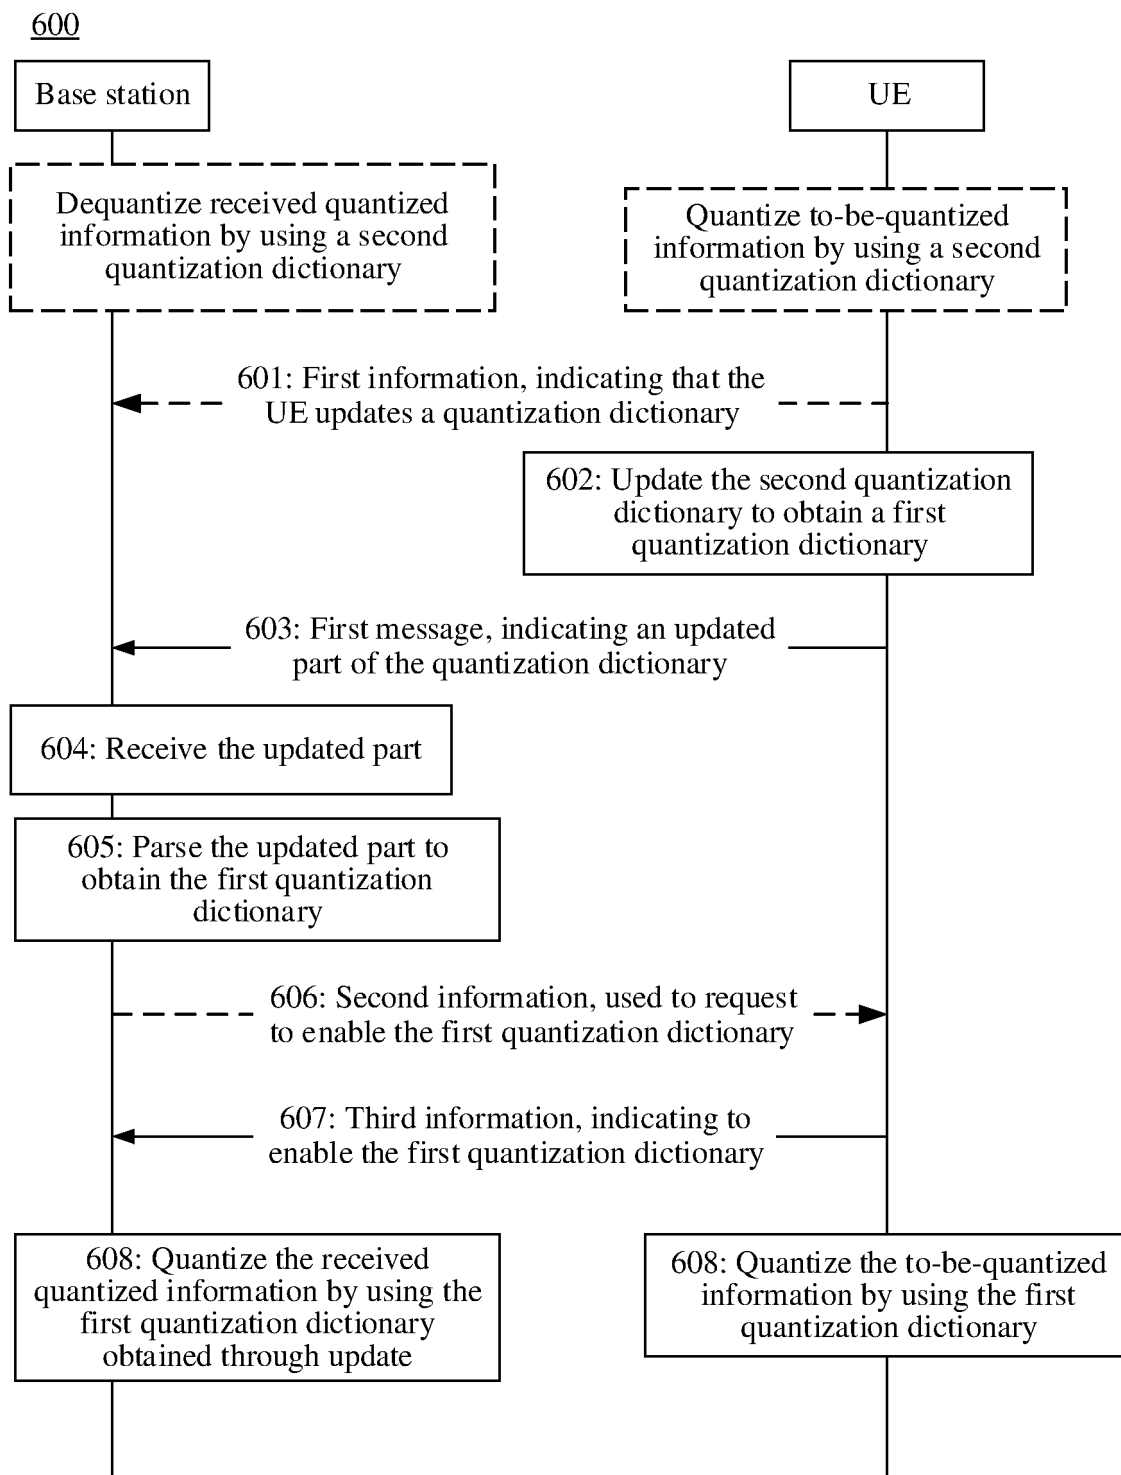 600
Base station
UE
Dequantize received quantized
information by using a second
quantization dictionary
Quantize to-be-quantized
information by using a second
quantization dictionary
601: First information, indicating that the
UE updates a quantization dictionary
602: Update the second quantization
dictionary to obtain a first
quantization dictionary
603: First message, indicating an updated
part of the quantization dictionary
604: Receive the updated part
605: Parse the updated part to
obtain the first quantization
dictionary
606: Second information, used to request
to enable the first quantization dictionary
607: Third information, indicating to
enable the first quantization dictionary
608: Quantize the received
quantized information by using the
first quantization dictionary
obtained through update
608: Quantize the to-be-quantized
information by using the first
quantization dictionary